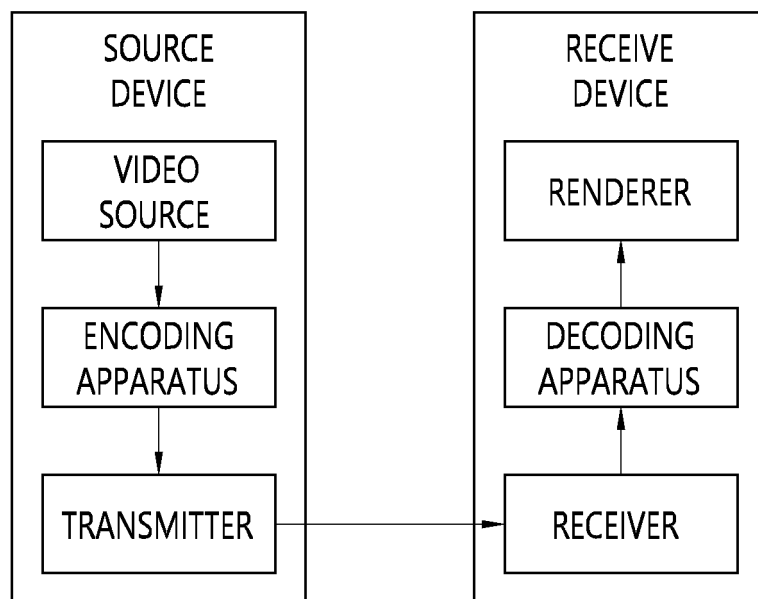 SOURCE
DEVICE
VIDEO
SOURCE
ENCODING
APPARATUS
TRANSMITTER
RECEIVE
DEVICE
RENDERER
DECODING
APPARATUS
RECEIVER